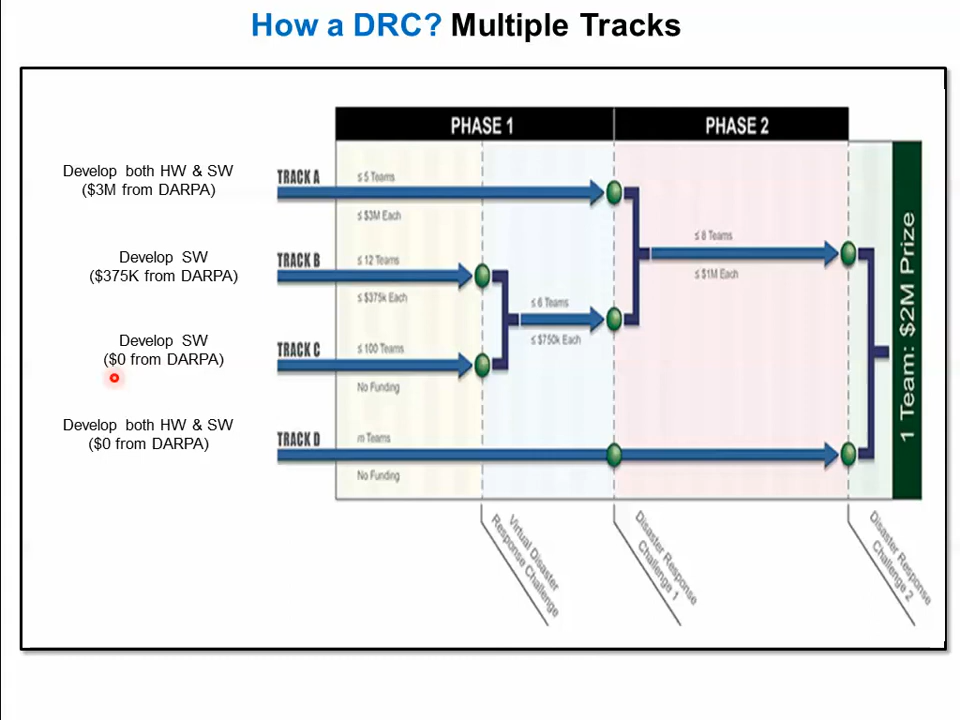 How a DRC? Multiple Tracks
PHASE 1
PHASE 2
Develop both HW & SW
($3M from DARPA)
TRACK A
≤ 5 Teams
≤ $3M Each
Develop SW
($375K from DARPA)
TRACK B
≤ 12 Teams
≤ $375k Each
Develop SW
($0 from DARPA)
TRACK C
≤ 100 Teams
No Funding
Develop both HW & SW
($0 from DARPA)
TRACK D
m Teams
No Funding
≤ 6 Teams
≤ $750k Each
≤ 8 Teams
≤ $1M Each
1 Team: $2M Prize
Virtual Disaster
Response Challenge
Disaster Response
Challenge 1
Disaster Response
Challenge 2